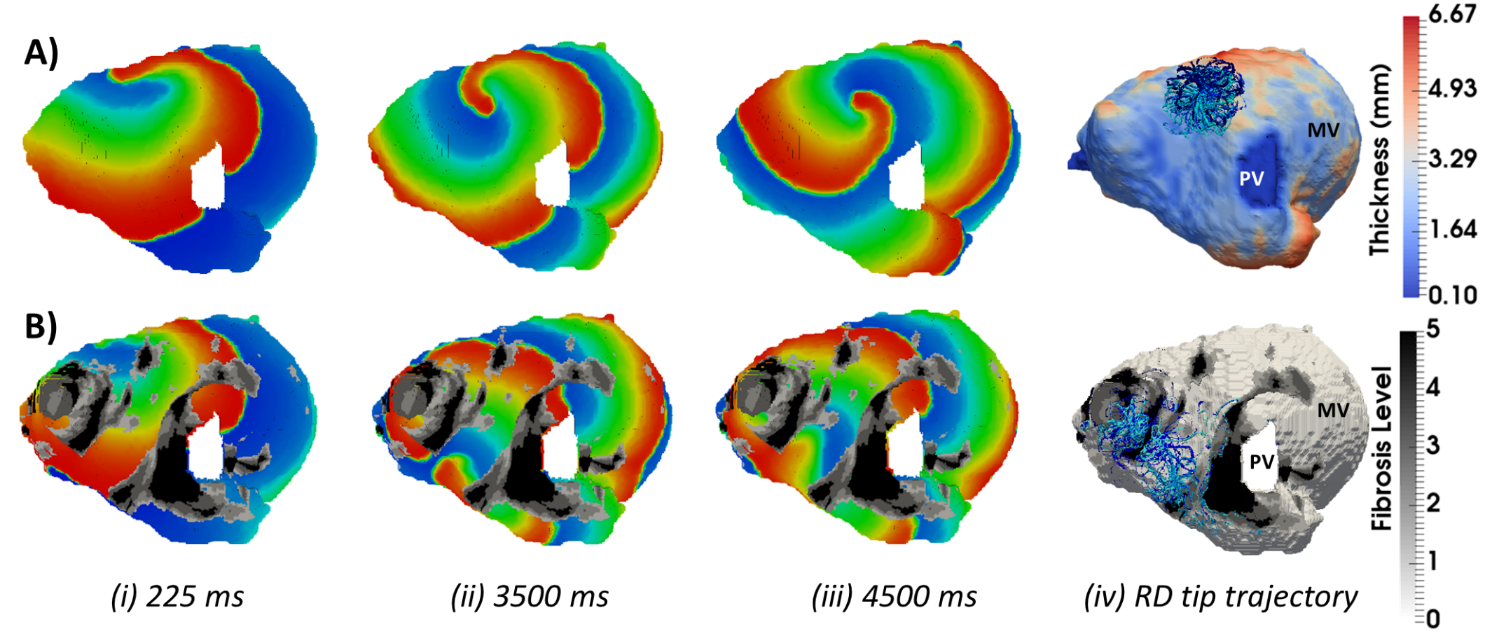 A)
PV
MV
Thickness (mm)
6.67
4.93
3.29
1.64
0.10
B)
PV
MV
Fibrosis Level
5
4
3
2
1
0
(i) 225 ms
(ii) 3500 ms
(iii) 4500 ms
(iv) RD tip trajectory